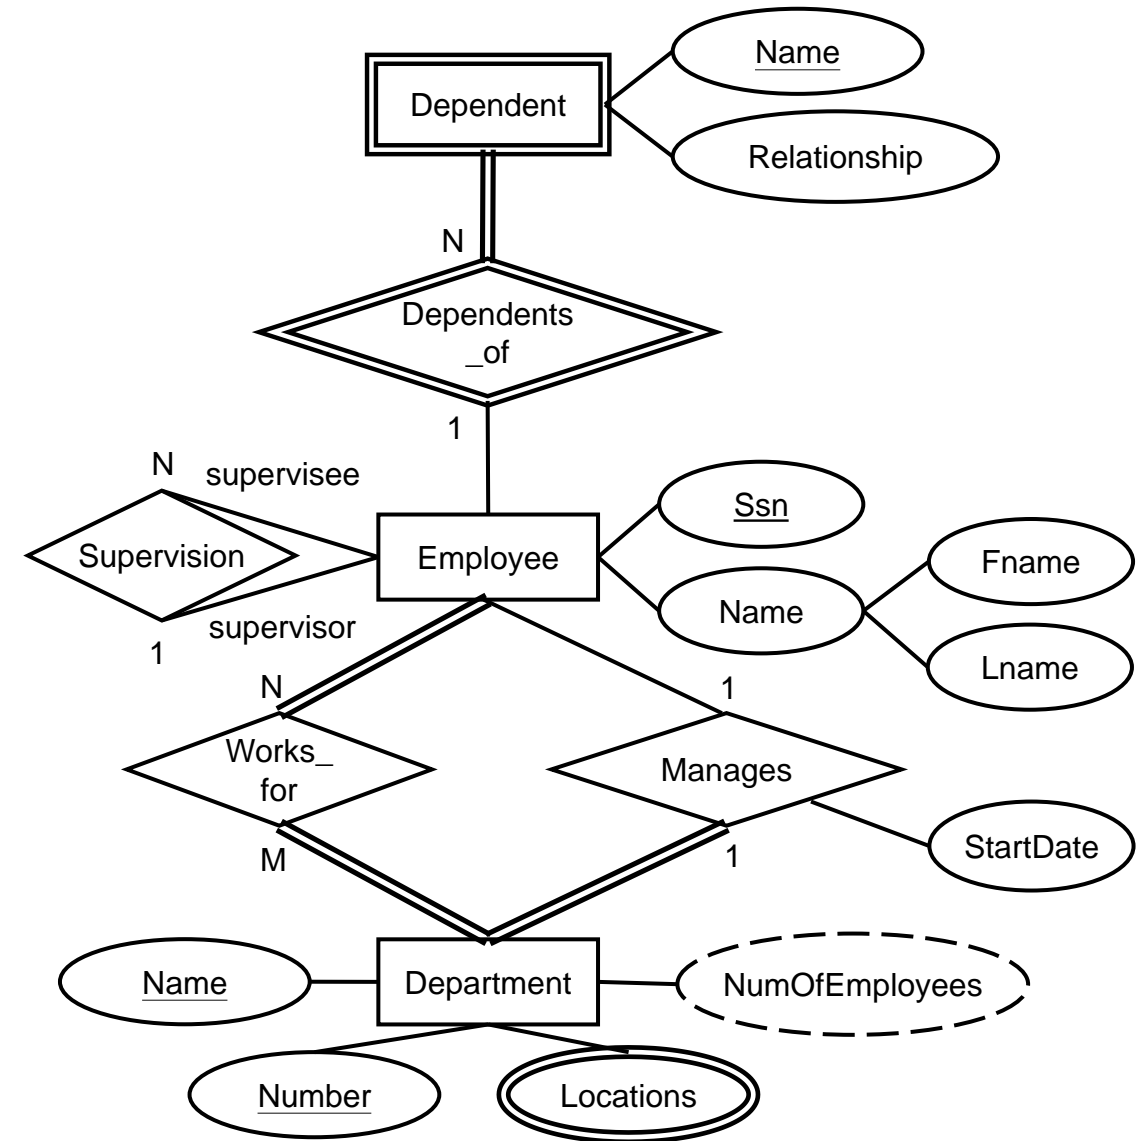 Name
Dependent
Relationship
N
Dependents
_of
1
N
supervisee
Ssn
Supervision
Employee
Fname
Name
supervisor
1
Lname
N
1
Works_
for
Manages
M
1
StartDate
Name
Department
NumOfEmployees
Number
Locations